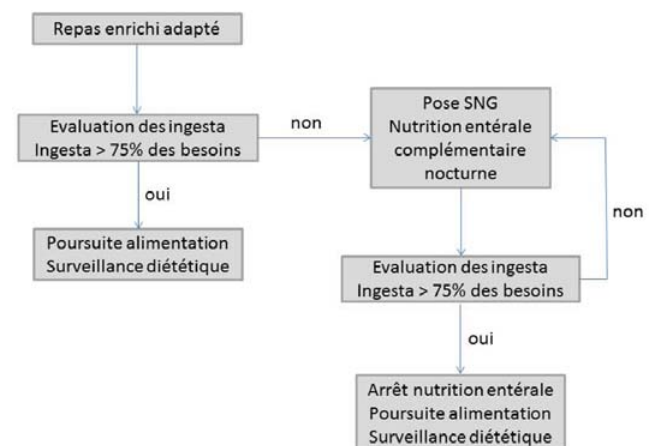 Repas enrichi adapté
Evaluation des ingesta
Ingesta > 75% des besoins
non
oui
Poursuite alimentation
Surveillance diététique
Pose SNG
Nutrition entérale
complémentaire
nocturne
non
Evaluation des ingesta
Ingesta > 75% des besoins
oui
Arrêt nutrition entérale
Poursuite alimentation
Surveillance diététique